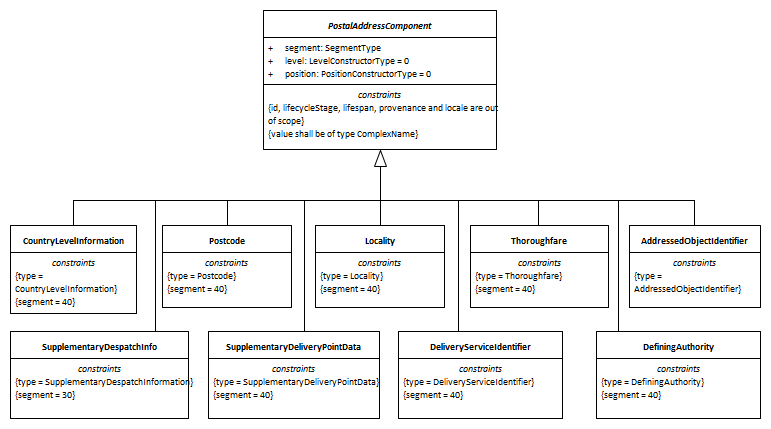 PostalAddressComponent
+ segment: SegmentType
+ level: LevelConstructorType = 0
+ position: PositionConstructorType = 0
constraints
{id, lifecycleStage, lifespan, provenance and locale are out
of scope}
{value shall be of type ComplexName}
CountryLevelInformation
constraints
{type =
CountryLevelInformation}
{segment = 40}
Postcode
constraints
{type = Postcode}
{segment = 40}
Locality
constraints
{type = Locality}
{segment = 40}
Thoroughfare
constraints
{type = Thoroughfare}
{segment = 40}
AddressedObjectIdentifier
constraints
{type =
AddressedObjectIdentifier}
SupplementaryDespatchInfo
constraints
{type = SupplementaryDespatchInformation}
{segment = 30}
SupplementaryDeliveryPointData
constraints
{type = SupplementaryDeliveryPointData}
{segment = 40}
DeliveryServiceIdentifier
constraints
{type = DeliveryServiceIdentifier}
{segment = 40}
DefiningAuthority
constraints
{type = DefiningAuthority}
{segment = 40}